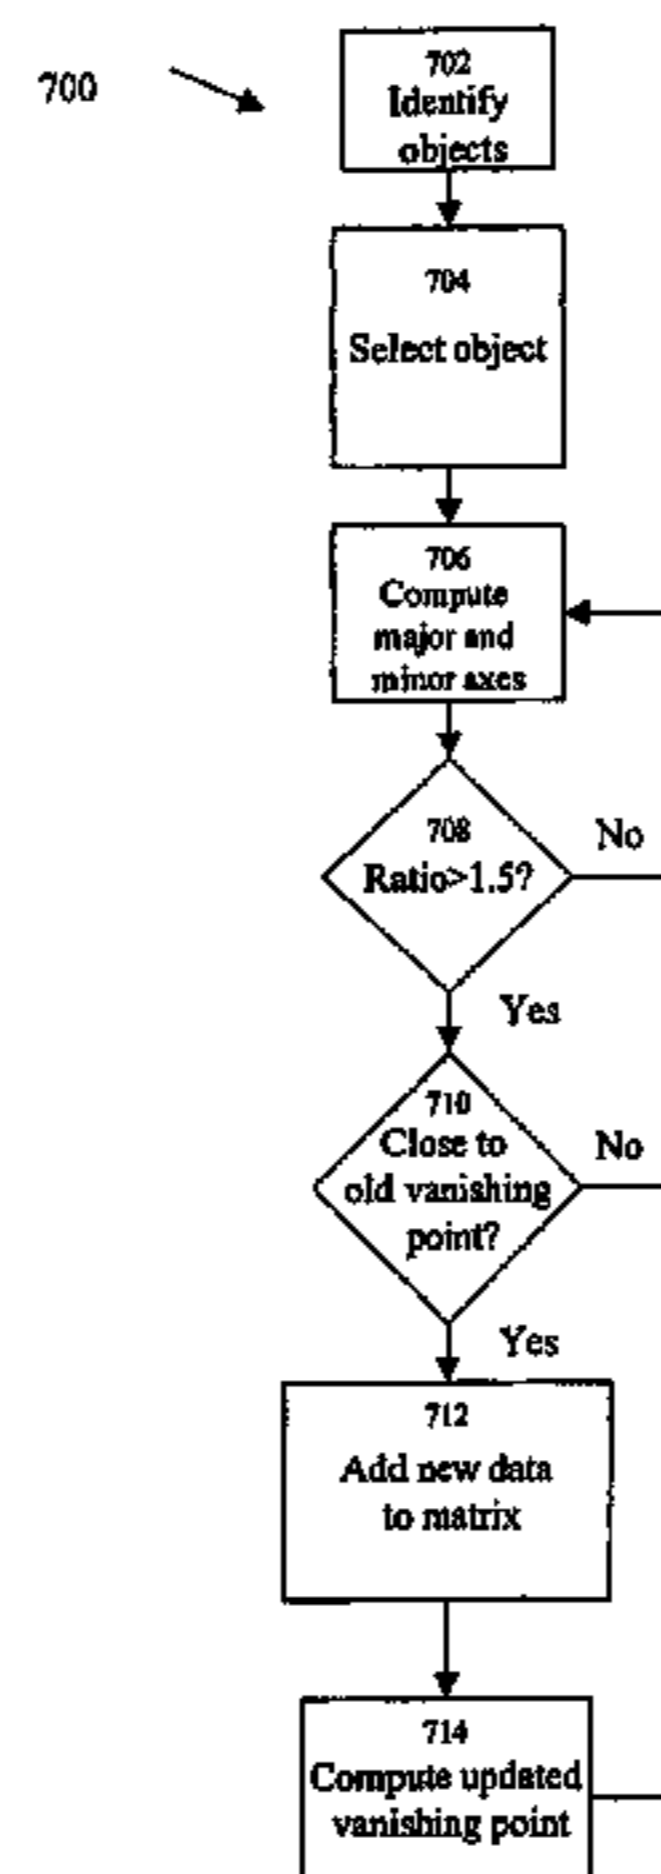 700
702
Identify
objects
704
Select object
706
Compute
major and
minor axes
708
Ratio>1.5?
No
Yes
710
Close to
old vanishing
point?
No
Yes
712
Add new data
to matrix
714
Compute updated
vanishing point